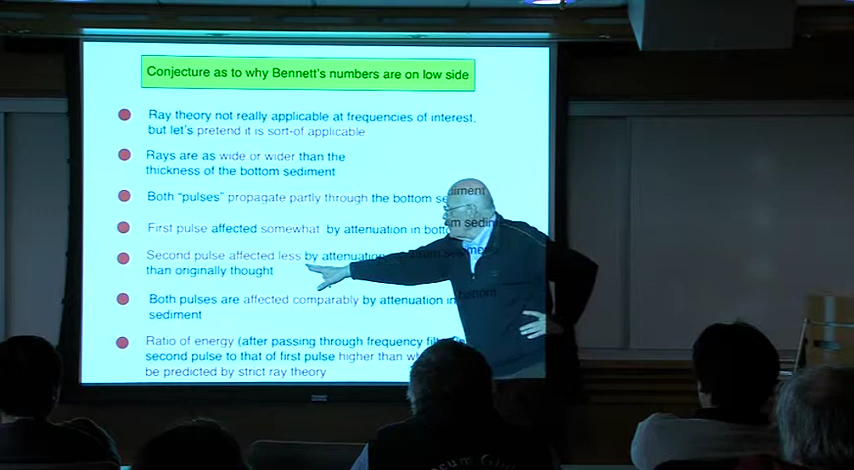 Conjecture as to why Bennett's numbers are on low side
Ray theory not really applicable at frequencies of interest,
but let's pretend it is sort-of applicable
Rays are as wide or wider than the
thickness of the bottom sediment
Both "pulses" propagate partly through the bottom sediment
First pulse affected somewhat by attenuation in bottom sediment
Second pulse affected less by attenuation
than originally thought
Both pulses are affected comparably by attenuation in bottom
sediment
Ratio of energy (after passing through frequency
second pulse to that of first pulse higher than
be predicted by strict ray theory